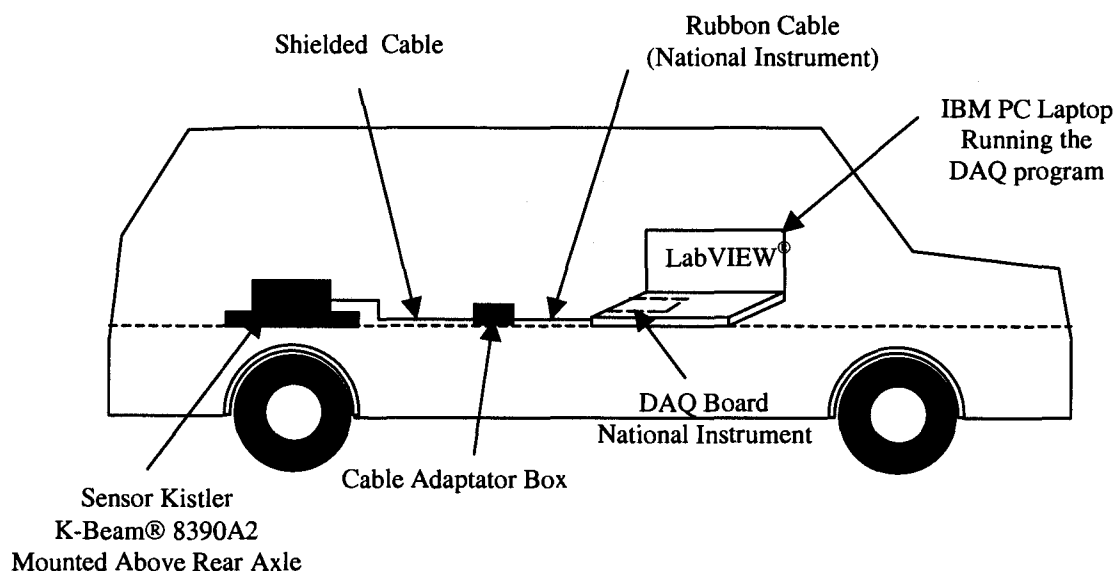 Shielded Cable
Rubbon Cable
(National Instrument)
IBM PC Laptop
Running the
DAQ program
LabVIEW®
DAQ Board
National Instrument
Cable Adaptator Box
Sensor Kistler
K-Beam® 8390A2
Mounted Above Rear Axle